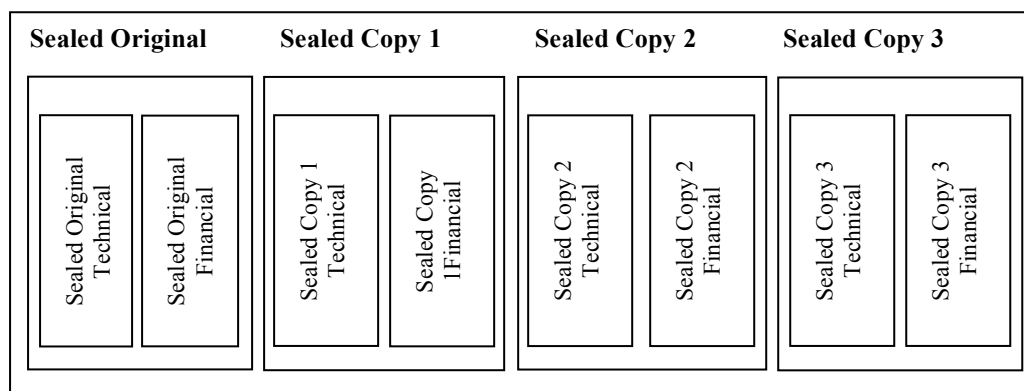 Sealed Original
Sealed Copy 1
Sealed Copy 2
Sealed Copy 3
Sealed Original
Technical
Sealed Original
Financial
Sealed Copy 1
Technical
Sealed Copy
1Financial
Sealed Copy 2
Technical
Sealed Copy 2
Financial
Sealed Copy 3
Technical
Sealed Copy 3
Financial